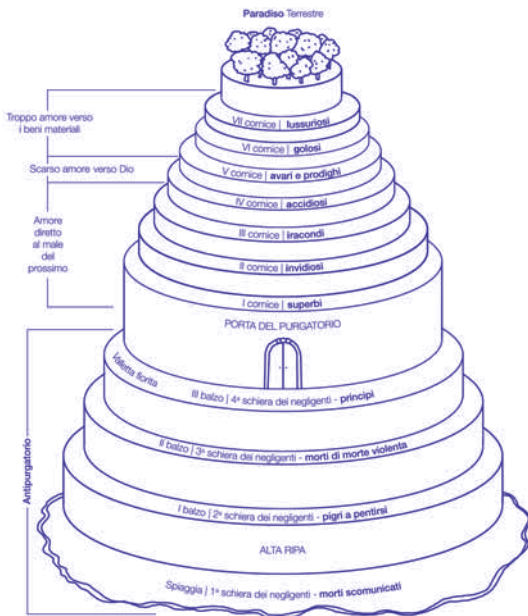 Paradiso Terrestre
Troppo amore verso
i beni materiali
VII cornice | lussuriosi
VI cornice | golosi
Scarso amore verso Dio
V cornice | avari e prodighi
IV cornice | accidiosi
Amore
diretto
al male
del
prossimo
III cornice | iracondi
II cornice | invidiosi
I cornice | superbi
PORTA DEL PURGATORIO
Antipurgatorio
Valletta fiorita
III balzo | 4ª schiera dei negligenti - principi
II balzo | 3ª schiera dei negligenti - morti di morte violenta
I balzo | 2ª schiera dei negligenti - pigri a pentirsi
ALTA RIPA
Spiaggia | 1ª schiera dei negligenti - morti scomunicati